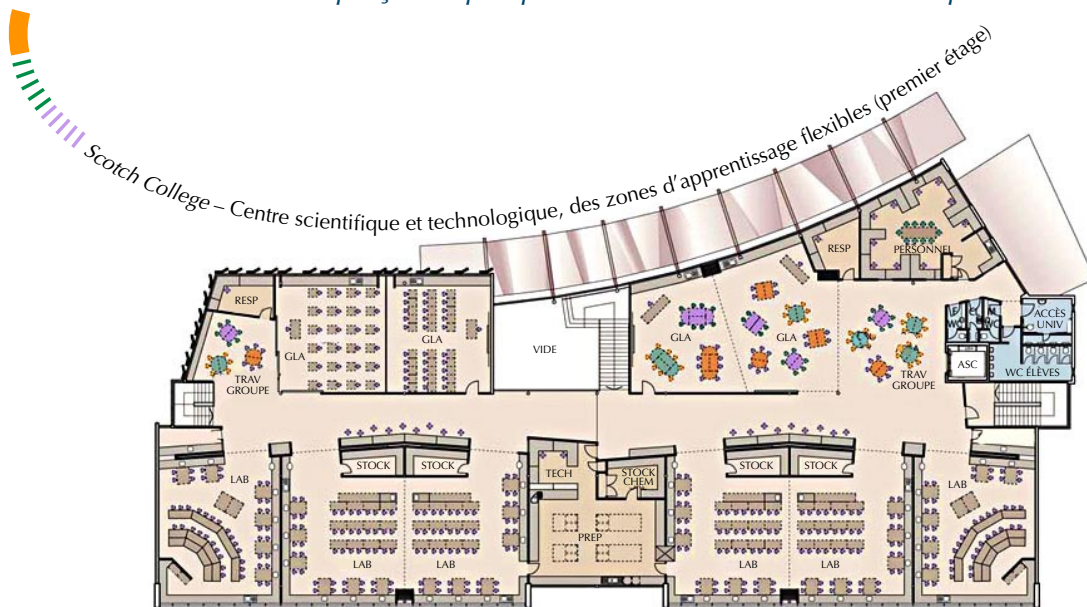 Scotch College – Centre scientifique et technologique, des zones d'apprentissage flexibles (premier étage)
RESP
PERSONNEL
RESP
GLA
GLA
TRAV
GROUPE
VIDE
GLA
GLA
TRAV
GROUPE
F
WC
M
WC
ACCÈS
UNIV
ASC
WC ÉLÈVES
STOCK
STOCK
TECH
STOCK
CHEM
STOCK
STOCK
LAB
LAB
PREP
LAB
LAB
LAB
LAB